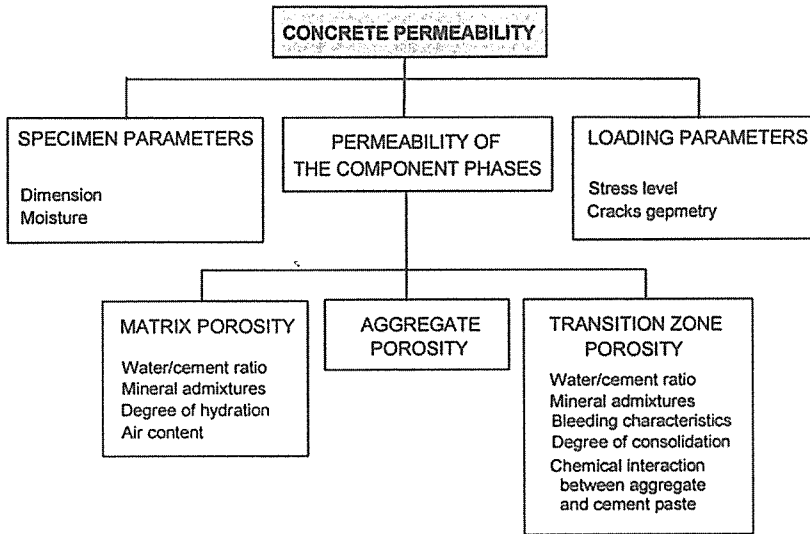 CONCRETE PERMEABILITY
SPECIMEN PARAMETERS
Dimension
Moisture
PERMEABILITY OF
THE COMPONENT PHASES
LOADING PARAMETERS
Stress level
Cracks gepmetry
MATRIX POROSITY
Water/cement ratio
Mineral admixtures
Degree of hydration
Air content
AGGREGATE
POROSITY
TRANSITION ZONE
POROSITY
Water/cement ratio
Mineral admixtures
Bleeding characteristics
Degree of consolidation
Chemical interaction
between aggregate
and cement paste